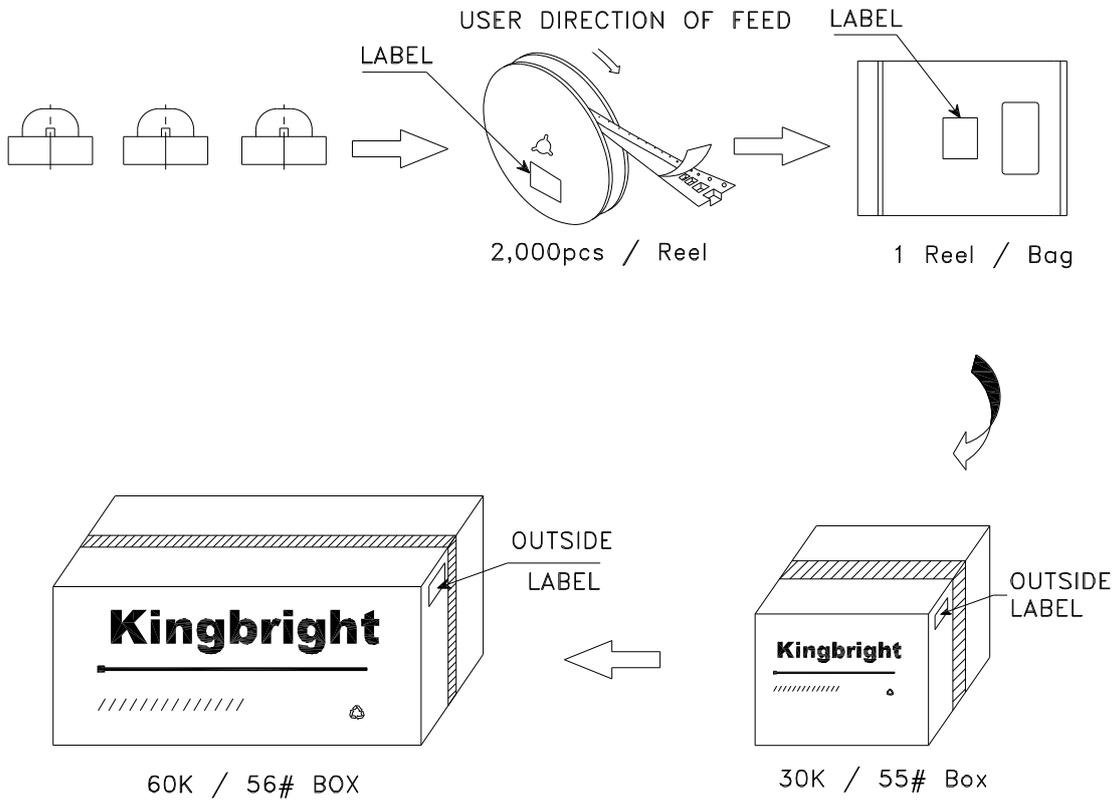 USER DIRECTION OF FEED
LABEL
LABEL
2,000pcs / Reel
1 Reel / Bag
OUTSIDE
LABEL
Kingbright
60K / 56# BOX
OUTSIDE
LABEL
Kingbright
30K / 55# Box